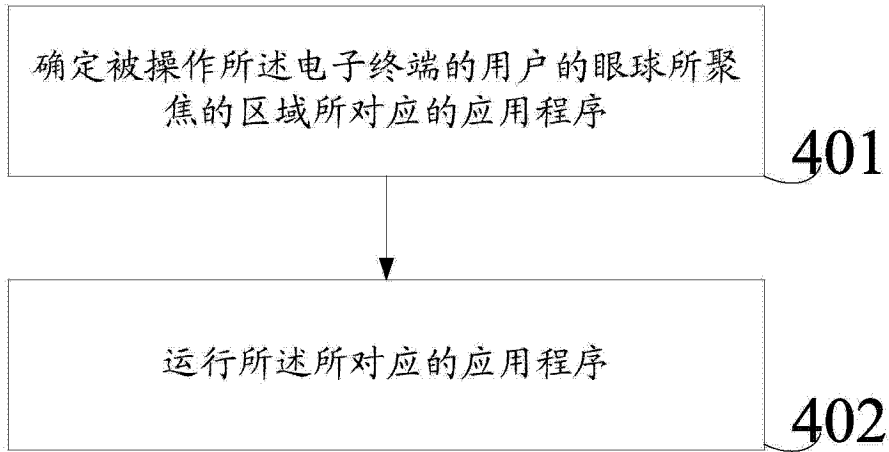 确定被操作所述电子终端的用户的眼球所聚
焦的区域所对应的应用程序
401
运行所述所对应的应用程序
402